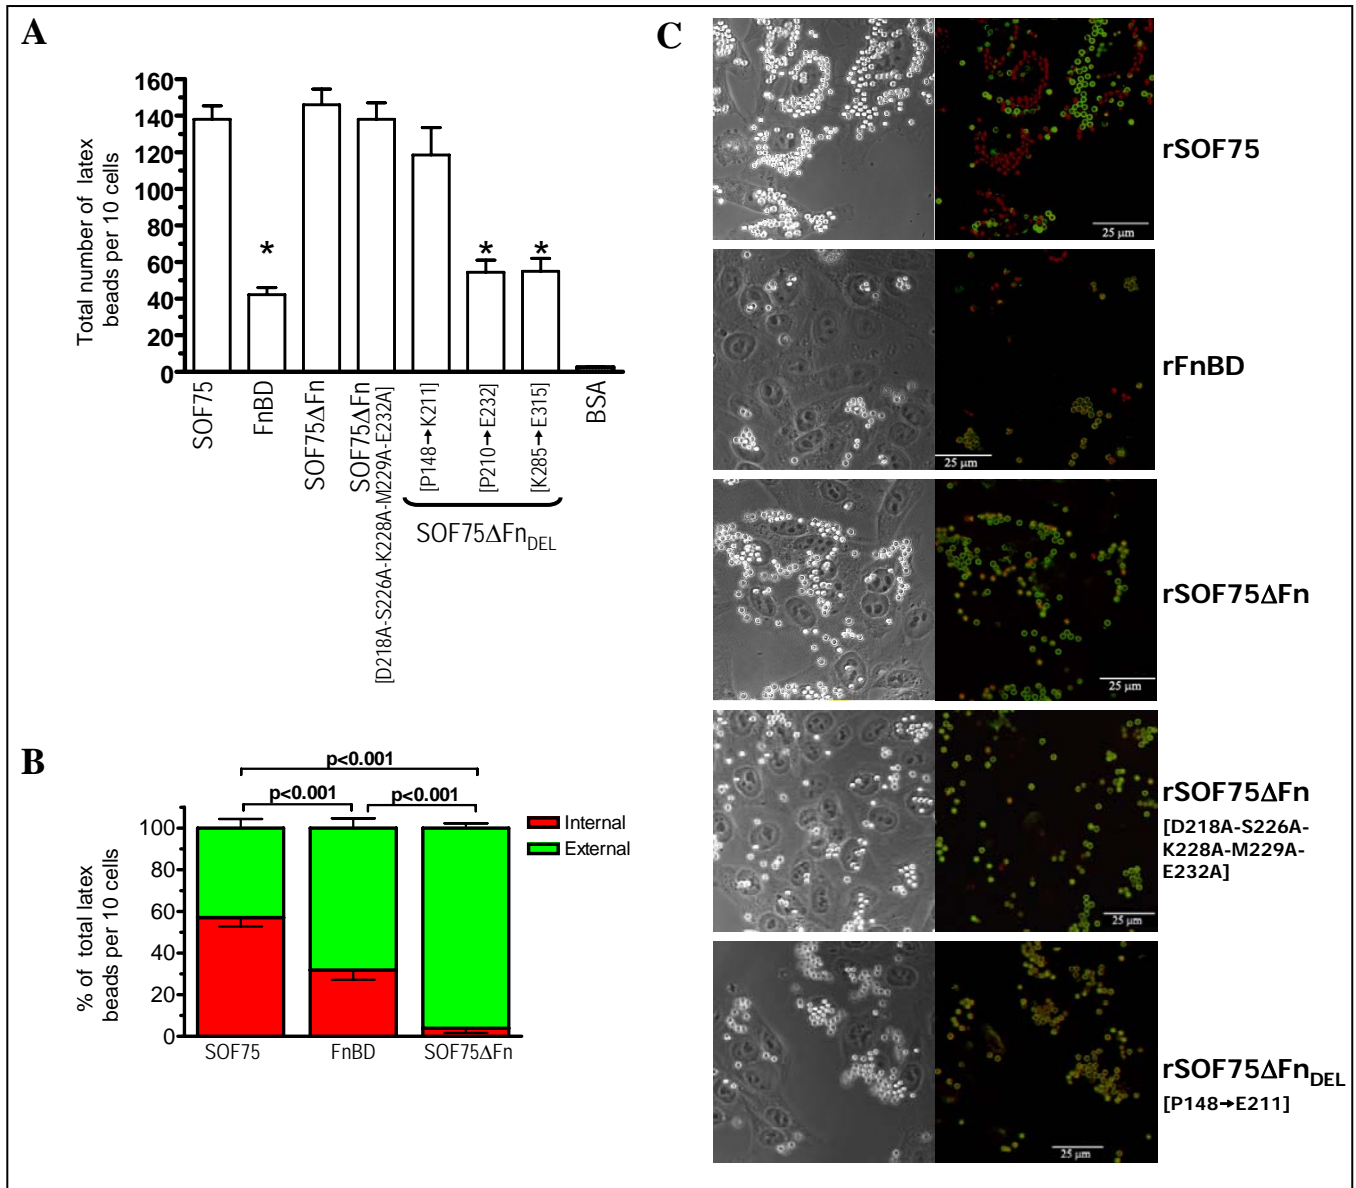 A
Total number of latex
beads per 10 cells
160
140
120
100
80
60
40
20
0
*
*
*
SOF75
FnBD
SOF75ΔFn
SOF75ΔFn
[D218A-S226A-K228A-M229A-E232A]
[P148→K211]
[P210→E232]
[K285→E315]
BSA
SOF75ΔFnDEL
B
% of total latex
beads per 10 cells
p<0.001
p<0.001
p<0.001
100
80
60
40
20
0
Internal
External
SOF75
FnBD
SOF75ΔFn
C
25 µm
rSOF75
25 µm
rFnBD
25 µm
rSOF75ΔFn
25 µm
rSOF75ΔFn
[D218A-S226A-
K228A-M229A-
E232A]
25 µm
rSOF75ΔFnDEL
[P148→E211]